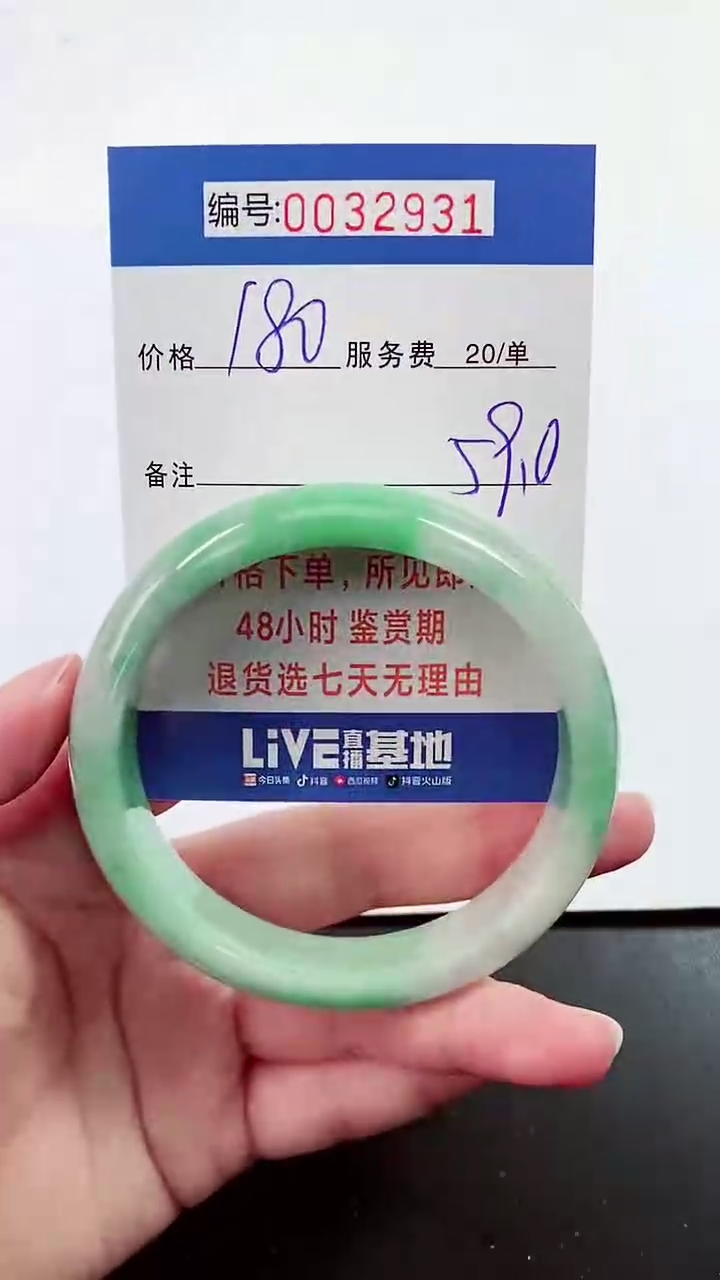 编号:0032931
价格 180 服务费 20/单
备注 59.0
格下单，所见即
48小时 鉴赏期
退货选七天无理由
LiVE直播基地
今日头条 抖音 西瓜视频 抖音火山版